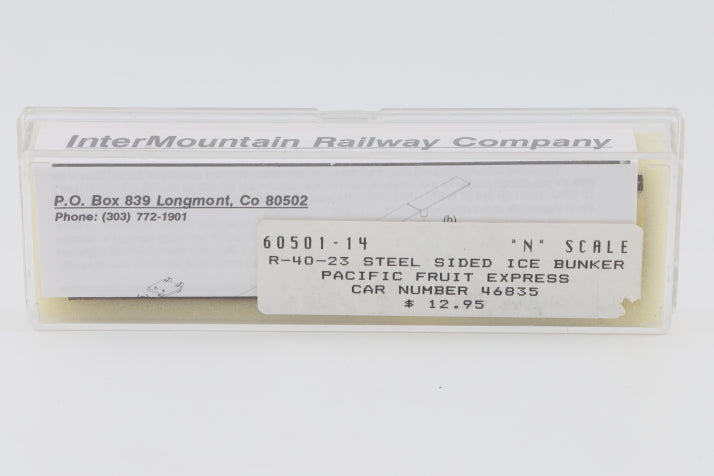 InterMountain Railway Company
P.O. Box 839 Longmont, Co 80502
Phone: (303) 772-1901
(b)
60501-14 "N" SCALE
R-40-23 STEEL SIDED ICE BUNKER
PACIFIC FRUIT EXPRESS
CAR NUMBER 46835
$ 12.95